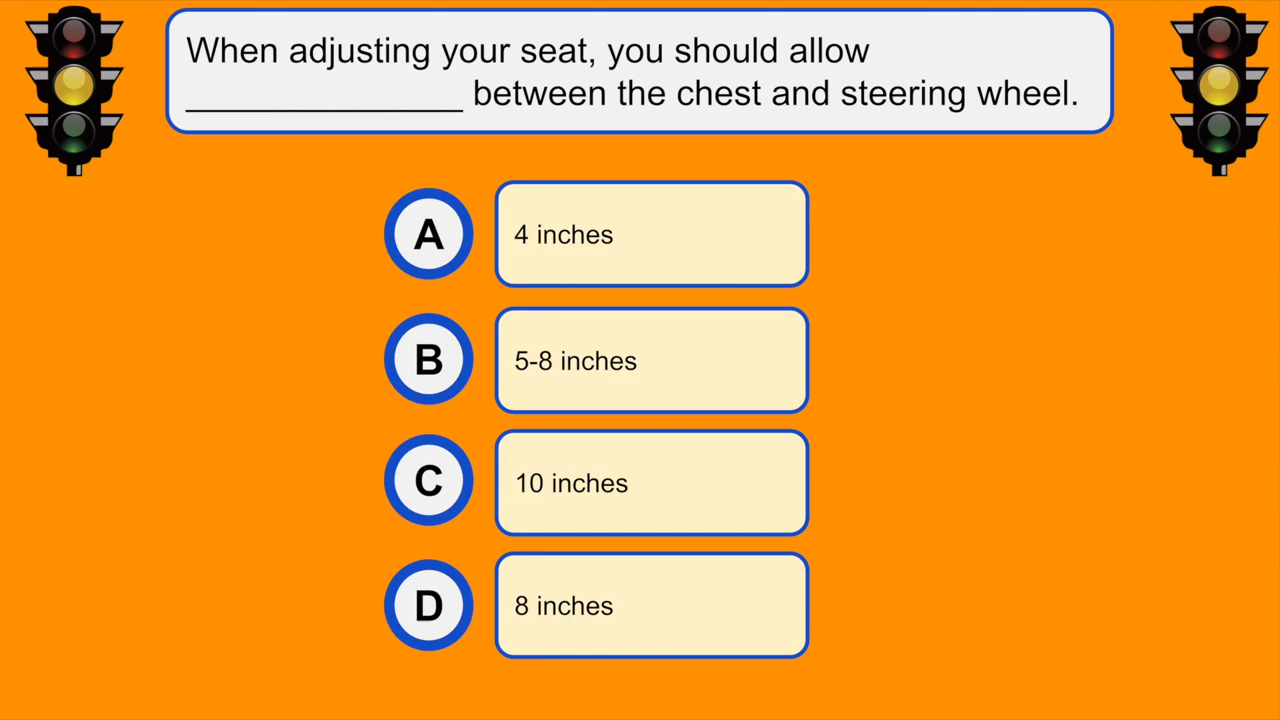 When adjusting your seat, you should allow
______________ between the chest and steering wheel.
A
4 inches
B
5-8 inches
C
10 inches
D
8 inches